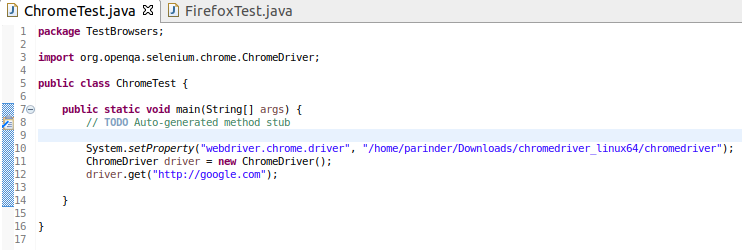 ChromeTest.java FirefoxTest.java
1 package TestBrowsers;
2
3 import org.openqa.selenium.chrome.ChromeDriver;
4
5 public class ChromeTest {
6
7 public static void main(String[] args) {
8 // TODO Auto-generated method stub
9
10 System.setProperty("webdriver.chrome.driver", "/home/parinder/Downloads/chromedriver_linux64/chromedriver");
11 ChromeDriver driver = new ChromeDriver();
12 driver.get("http://google.com");
13
14 }
15
16 }
17